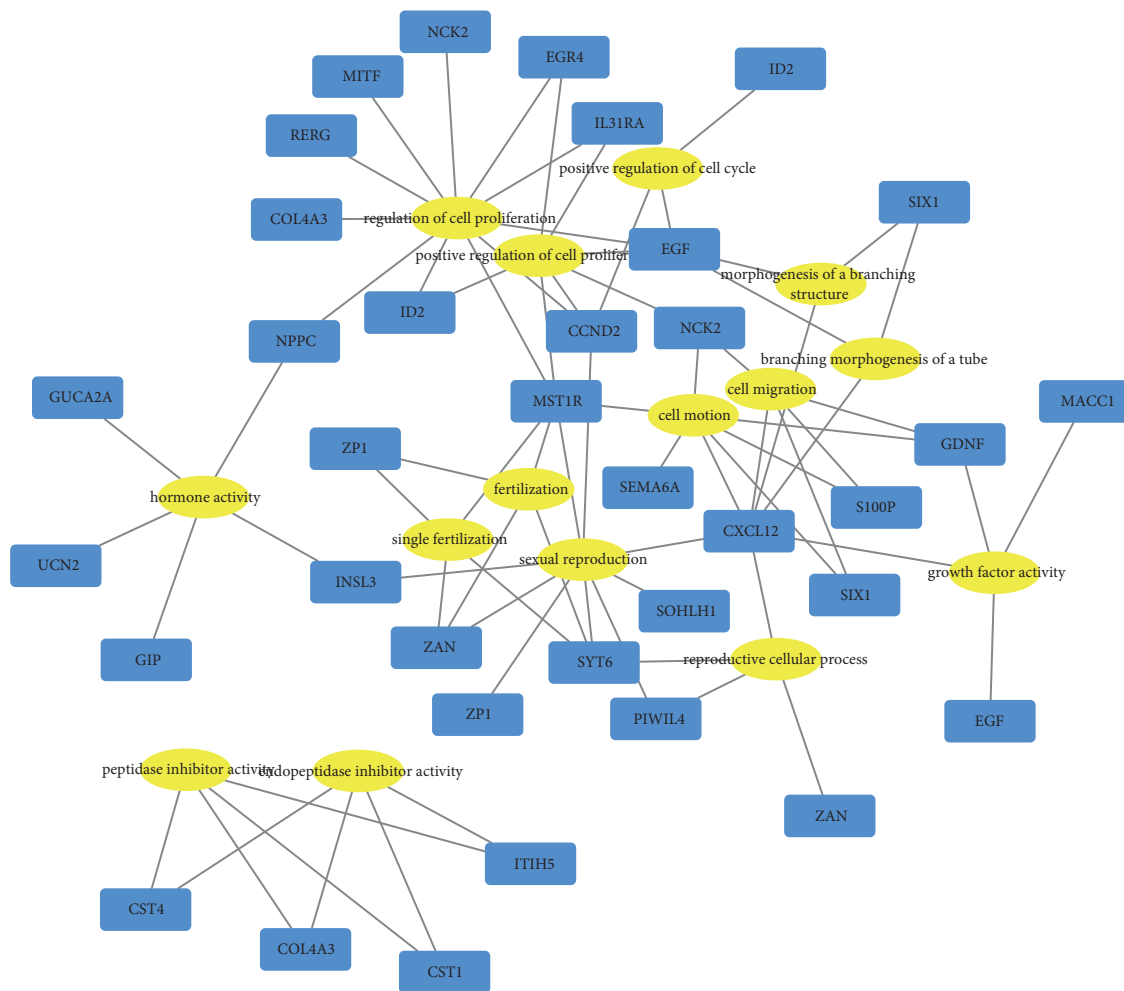 NCK2
EGR4
MITF
ID2
IL31RA
RERG
positive regulation of cell cycle
SIX1
COL4A3
regulation of cell proliferation
EGF
positive regulation of cell prolifer
morphogenesis of a branching
structure
ID2
NPPC
CCND2
NCK2
branching morphogenesis of a tube
GUCA2A
MST1R
cell migration
MACC1
cell motion
ZP1
GDNF
fertilization
SEMA6A
hormone activity
S100P
single fertilization
CXCL12
sexual reproduction
UCN2
INSL3
growth factor activity
SIX1
SOHLH1
ZAN
GIP
SYT6
reproductive cellular process
ZP1
PIWIL4
EGF
peptidase inhibitor activity
endopeptidase inhibitor activity
ZAN
ITIH5
CST4
COL4A3
CST1